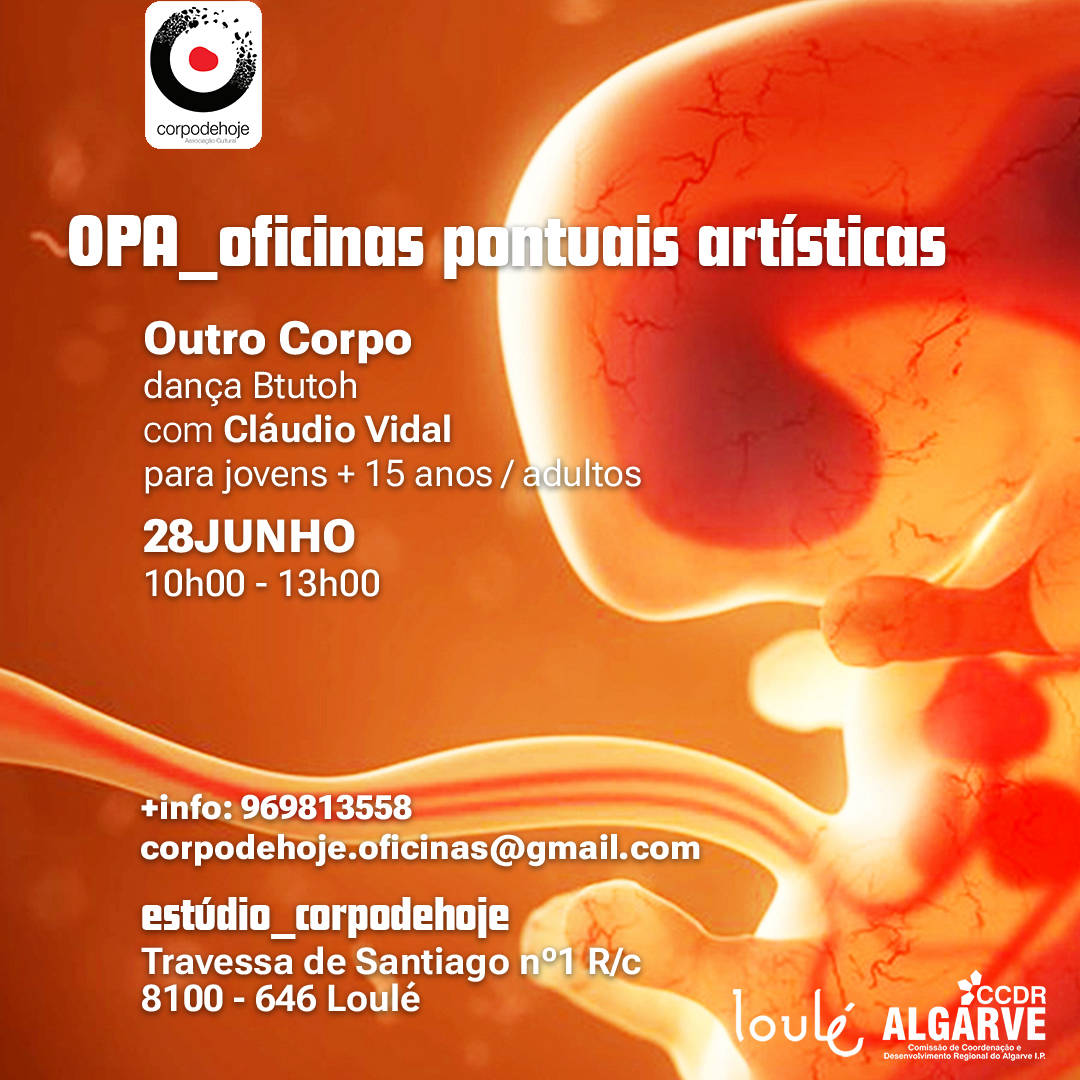 corpodehoje
Associação Cultural
OPA_oficinas pontuais artísticas
Outro Corpo
dança Btutoh
com Cláudio Vidal
para jovens + 15 anos / adultos
28JUNHO
10h00 - 13h00
+info: 969813558
corpodehoje.oficinas@gmail.com
estúdio_corpodehoje
Travessa de Santiago nº1 R/c
8100 - 646 Loulé
loulé
CCDR
ALGARVE
Comissão de Coordenação e
Desenvolvimento Regional do Algarve I.P.